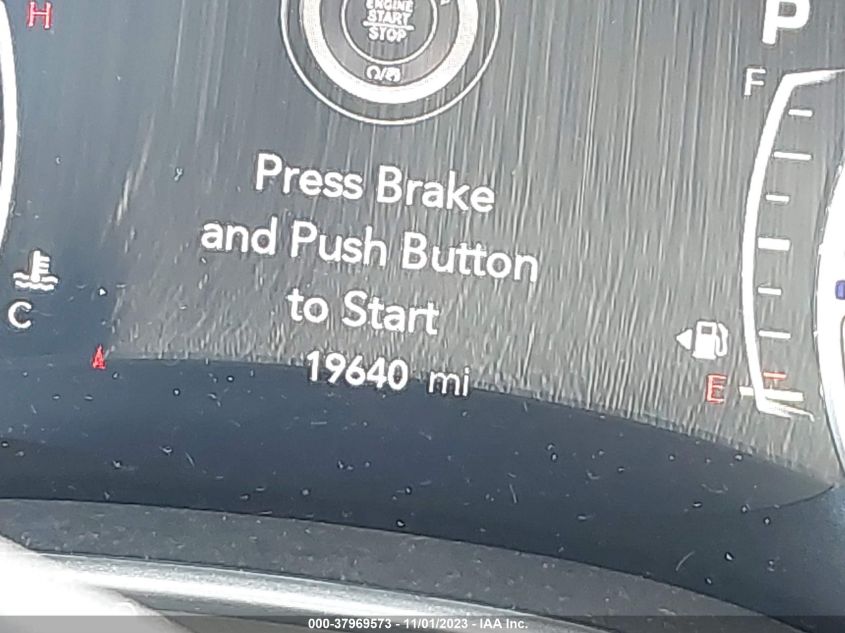 H
ENGINE
START
STOP
P
F
Press Brake
and Push Button
to Start
C
19640 mi
E
000-37969573 - 11/01/2023 - IAA Inc.